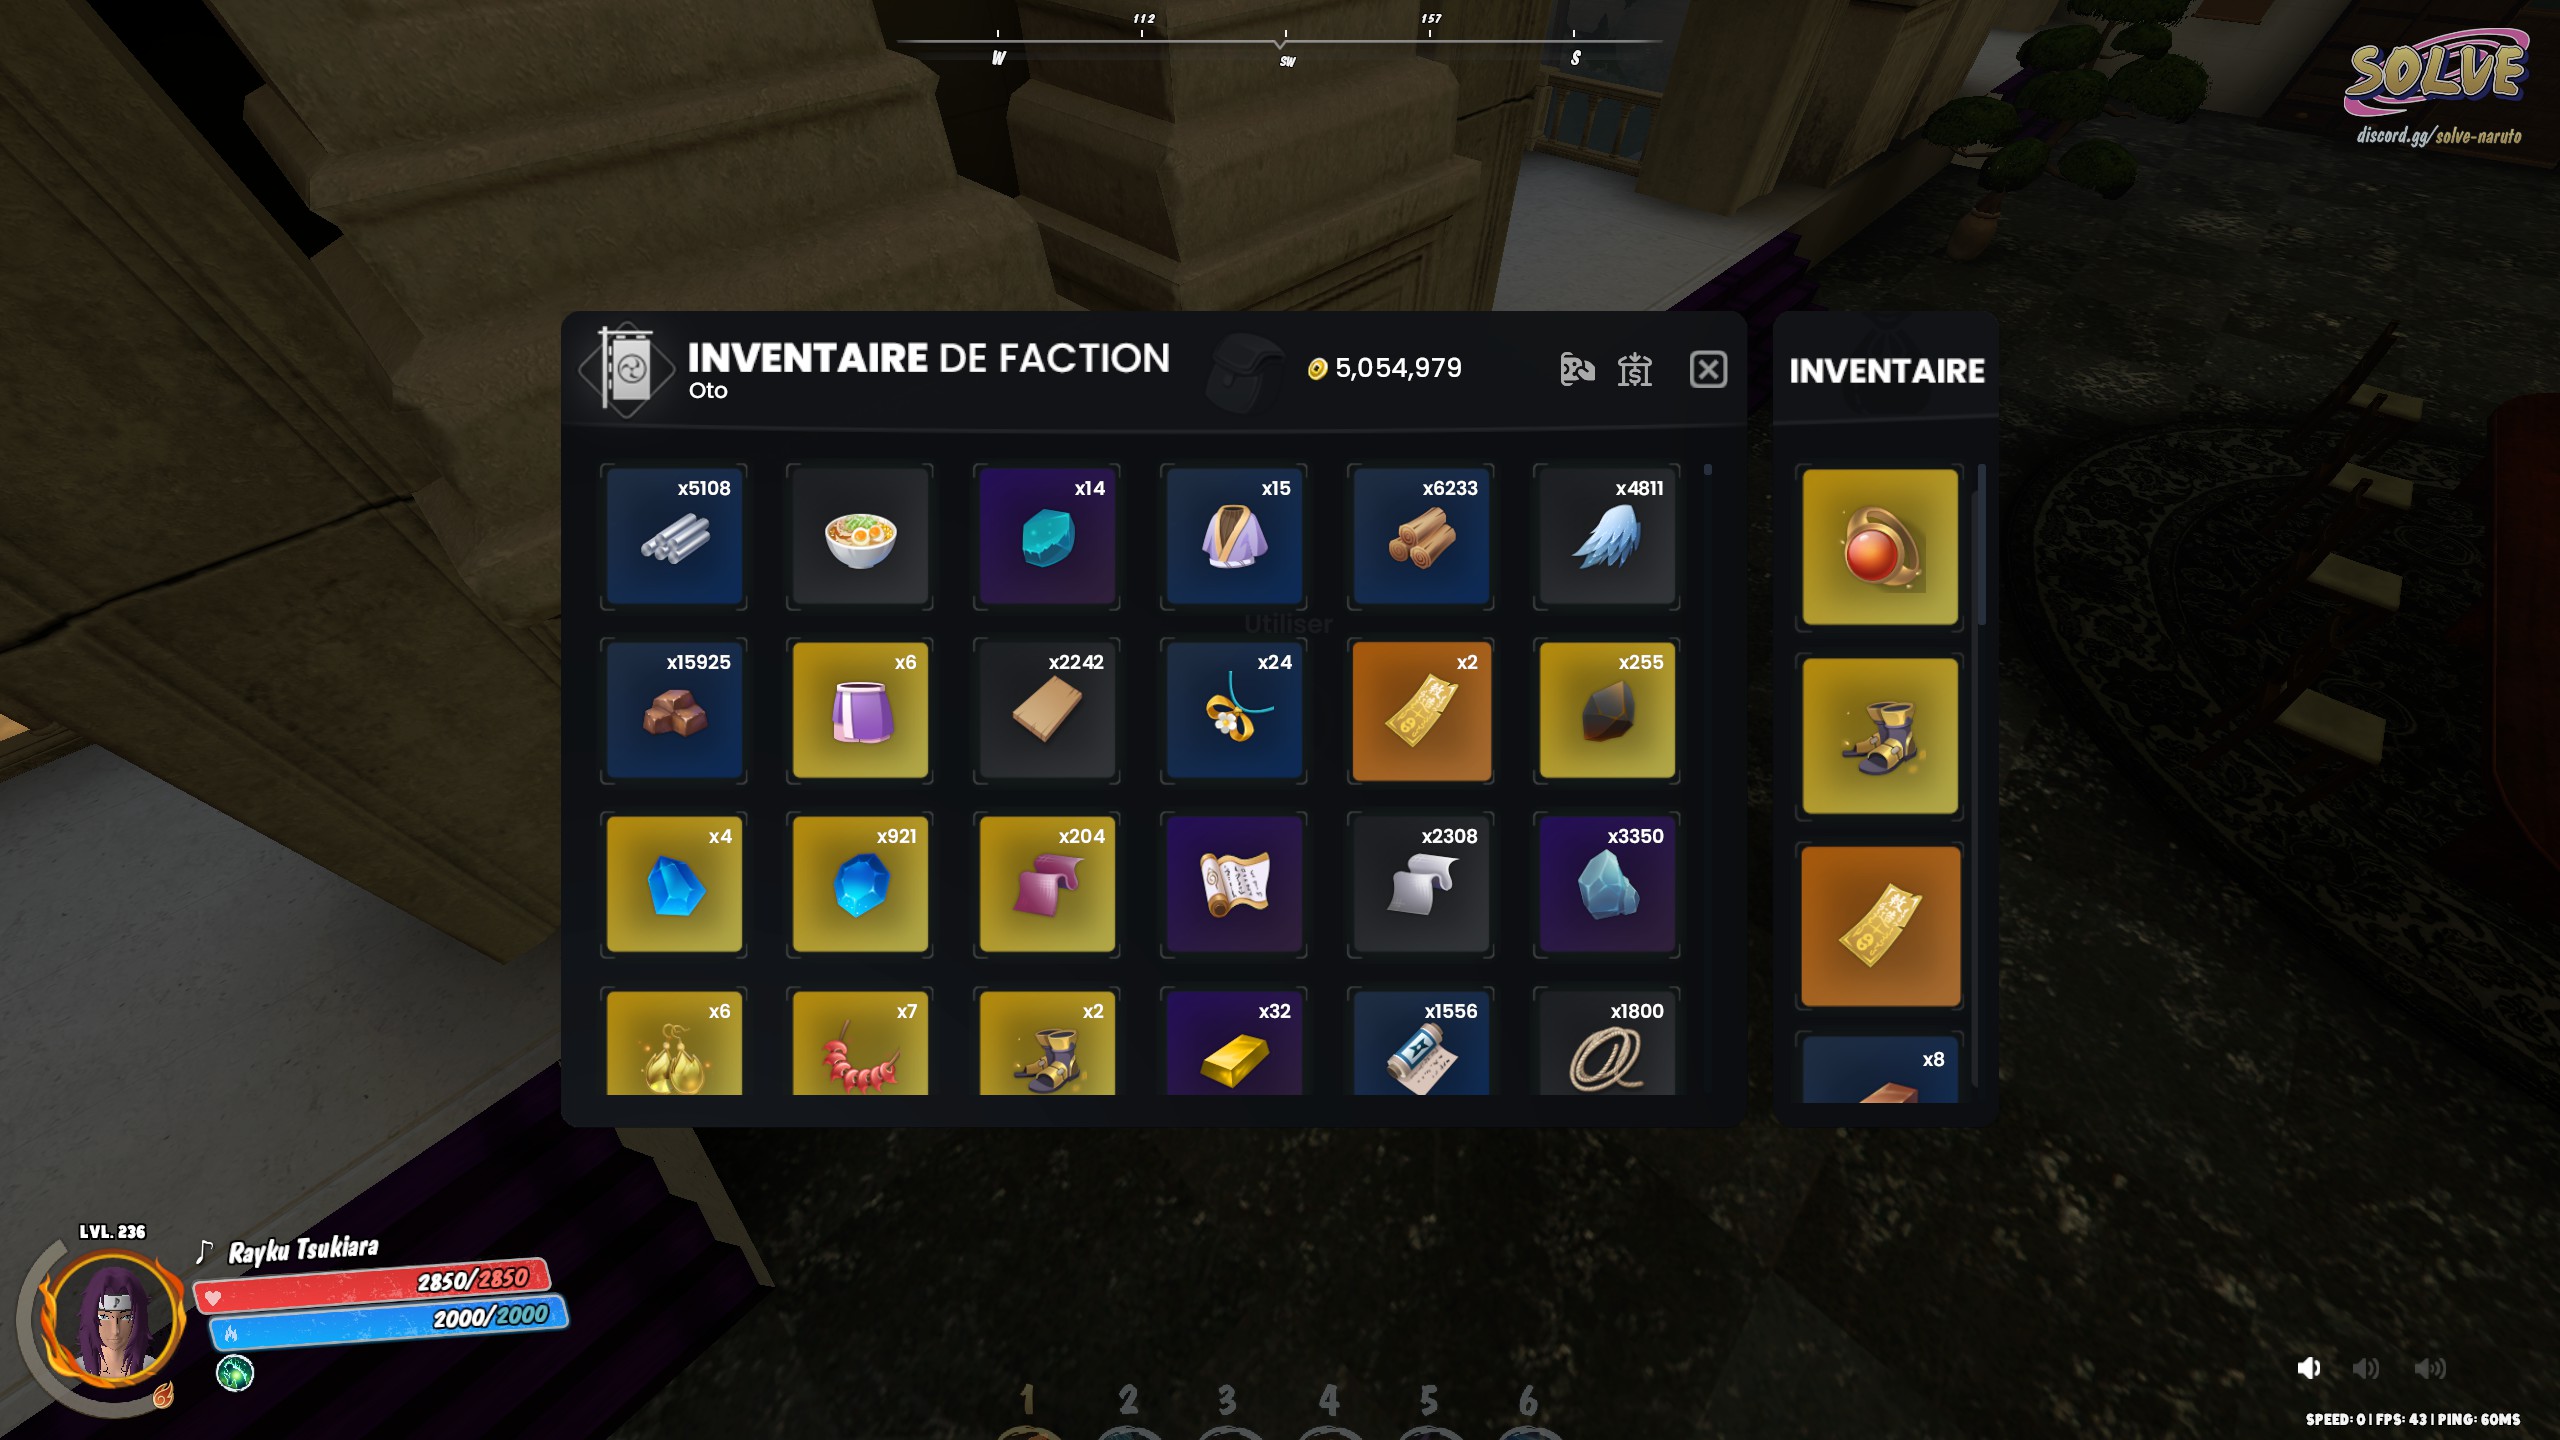 112
157
W
SW
S
SOLVE
discord.gg/solve-naruto
INVENTAIRE DE FACTION
Oto
5,054,979
INVENTAIRE
x5108
x14
x15
x6233
x4811
Utiliser
x15925
x6
x2242
x24
x2
x255
x4
x921
x204
x2308
x3350
x6
x7
x2
x32
x1556
x1800
x8
LVL. 236
Rayku Tsukiara
2850/2850
2000/2000
1
2
3
4
5
6
SPEED: 0 | FPS: 43 | PING: 60MS